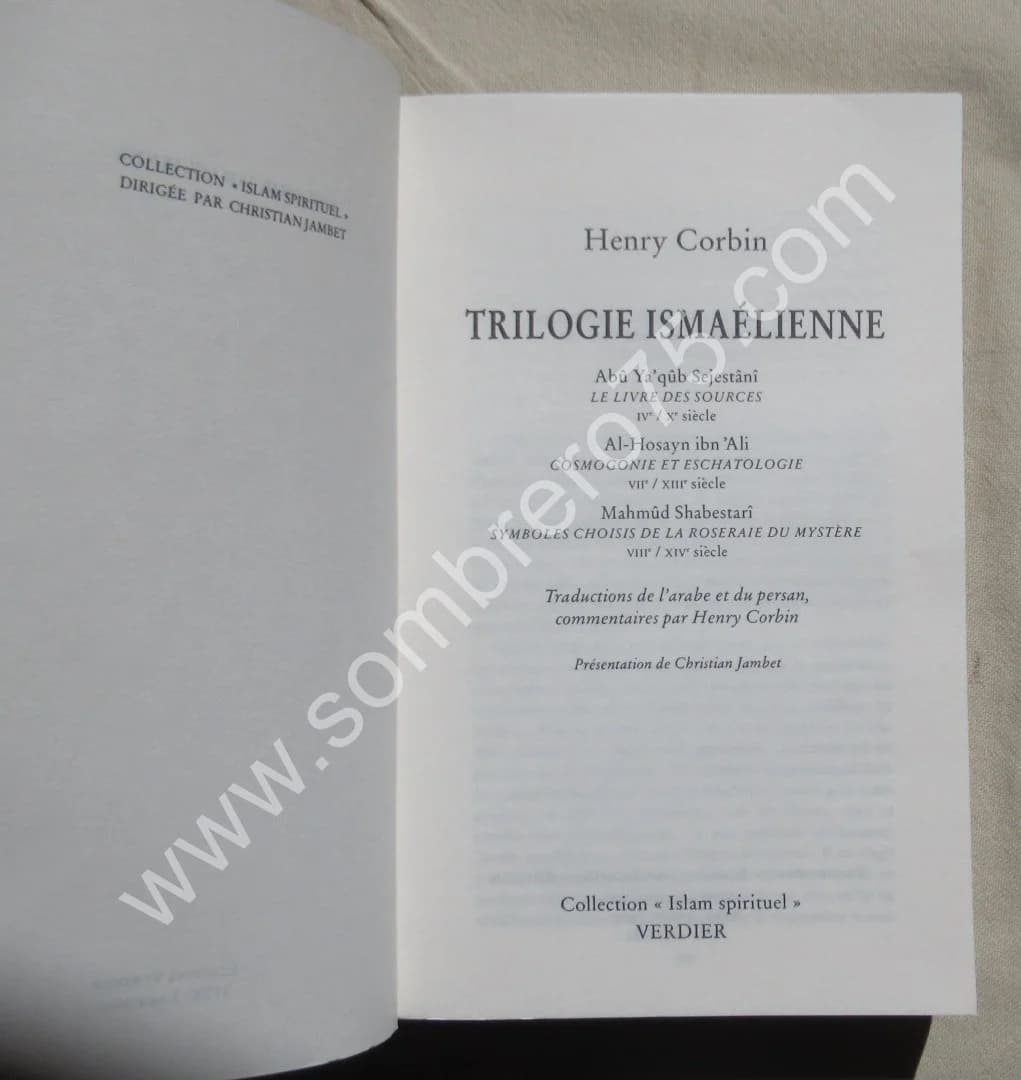 COLLECTION « ISLAM SPIRITUEL »
DIRIGÉE PAR CHRISTIAN JAMBET
Henry Corbin
TRILOGIE ISMAÉLIENNE
Abû Ya'qûb Sejestânî
LE LIVRE DES SOURCES
IVᵉ / Xᵉ siècle
Al-Hosayn ibn 'Ali
COSMOGONIE ET ESCHATOLOGIE
VIIᵉ / XIIIᵉ siècle
Mahmûd Shabestarî
SYMBOLES CHOISIS DE LA ROSERAIE DU MYSTÈRE
VIIIᵉ / XIVᵉ siècle
Traductions de l'arabe et du persan,
commentaires par Henry Corbin
Présentation de Christian Jambet
Collection « Islam spirituel »
VERDIER
www.sombrero75.com